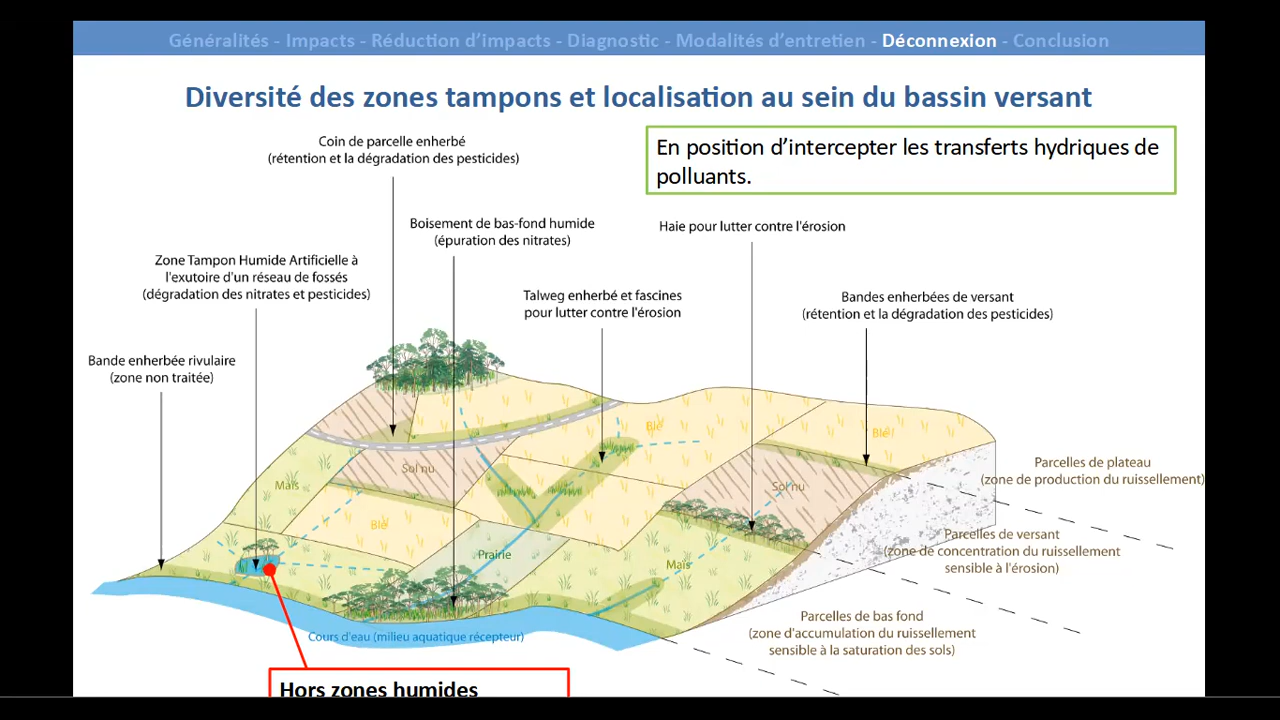 Généralités - Impacts - Réduction d'impacts - Diagnostic - Modalités d'entretien - Déconnexion - Conclusion
Diversité des zones tampons et localisation au sein du bassin versant
Coin de parcelle enherbé
(rétention et la dégradation des pesticides)
En position d'intercepter les transferts hydriques de
polluants.
Boisement de bas-fond humide
(épuration des nitrates)
Haie pour lutter contre l'érosion
Zone Tampon Humide Artificielle à
l'exutoire d'un réseau de fossés
(dégradation des nitrates et pesticides)
Talweg enherbé et fascines
pour lutter contre l'érosion
Bandes enherbées de versant
(rétention et la dégradation des pesticides)
Bande enherbée rivulaire
(zone non traitée)
Blé
Blé
Sol nu
Maïs
Sol nu
Parcelles de plateau
(zone de production du ruissellement)
Blé
Prairie
Maïs
Parcelles de versant
(zone de concentration du ruissellement
sensible à l'érosion)
Parcelles de bas fond
(zone d'accumulation du ruissellement
sensible à la saturation des sols)
Cours d'eau (milieu aquatique récepteur)
Hors zones humides